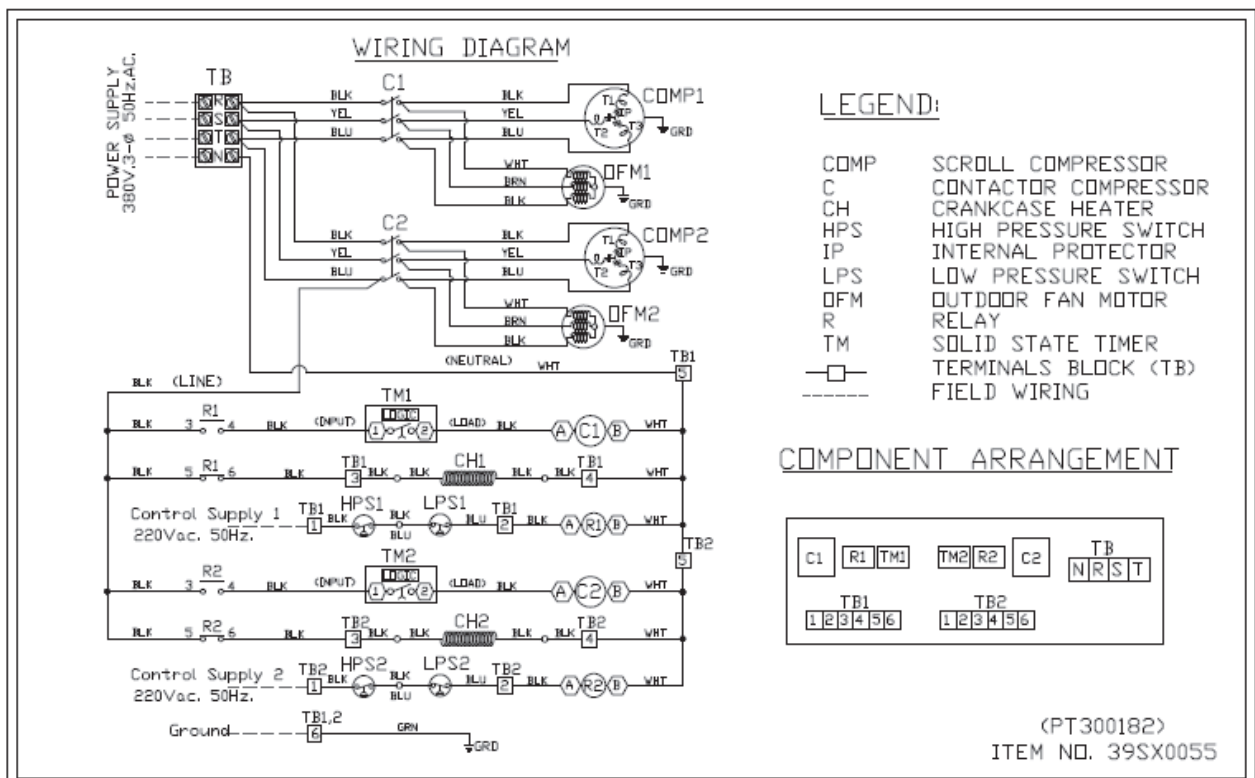 WIRING DIAGRAM
POWER SUPPLY
380V.3-ø 50Hz.AC.
TB
R
S
T
N
C1
BLK BLK
YEL YEL
BLU BLU
T1 IP T2 T3
COMP1
GRD
WHT
BRN
BLK
OFM1
GRD
C2
BLK BLK
YEL YEL
BLU BLU
T1 IP T2 T3
COMP2
GRD
WHT
BRN
BLK
OFM2
GRD
(NEUTRAL) WHT
TB1
5
BLK (LINE)
TM1
LOGIC
BLK 3 R1 4 BLK (INPUT) 1 2 (LOAD) BLK A C1 B WHT
BLK 5 R1 6 BLK TB1 3 BLK BLK CH1 BLK BLK TB1 4 WHT
Control Supply 1
220Vac. 50Hz.
TB1 1 BLK HPS1 BLK BLU LPS1 BLU TB1 2 BLK A R1 B WHT
TB2
5
TM2
LOGIC
BLK 3 R2 4 BLK (INPUT) 1 2 (LOAD) BLK A C2 B WHT
BLK 5 R2 6 BLK TB2 3 BLK BLK CH2 BLK BLK TB2 4 WHT
Control Supply 2
220Vac. 50Hz.
TB2 1 BLK HPS2 BLK BLU LPS2 BLU TB2 2 BLK A R2 B WHT
Ground TB1,2 6 GRN GRD
LEGEND:
COMP SCROLL COMPRESSOR
C CONTACTOR COMPRESSOR
CH CRANKCASE HEATER
HPS HIGH PRESSURE SWITCH
IP INTERNAL PROTECTOR
LPS LOW PRESSURE SWITCH
OFM OUTDOOR FAN MOTOR
R RELAY
TM SOLID STATE TIMER
TERMINALS BLOCK (TB)
FIELD WIRING
COMPONENT ARRANGEMENT
C1 R1 TM1 TM2 R2 C2
TB
N R S T
TB1
1 2 3 4 5 6
TB2
1 2 3 4 5 6
(PT300182)
ITEM NO. 39SX0055